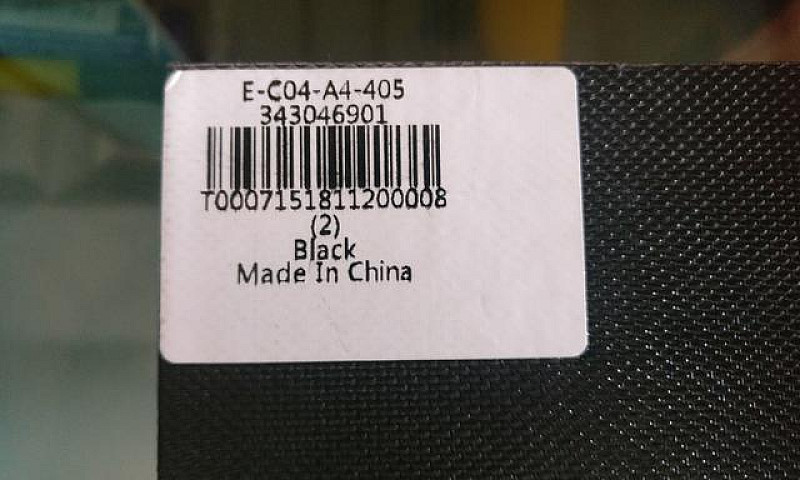 E-C04-A4-405
343046901
T0007151811200008
(2)
Black
Made In China